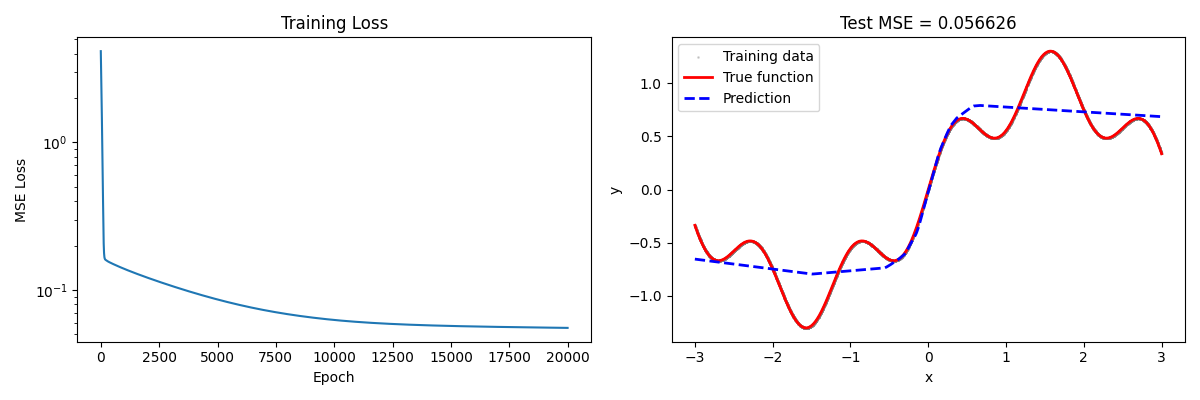 Training Loss
MSE Loss
10⁰
10⁻¹
0 2500 5000 7500 10000 12500 15000 17500 20000
Epoch
Test MSE = 0.056626
Training data
True function
Prediction
y
1.0
0.5
0.0
−0.5
−1.0
−3 −2 −1 0 1 2 3
x